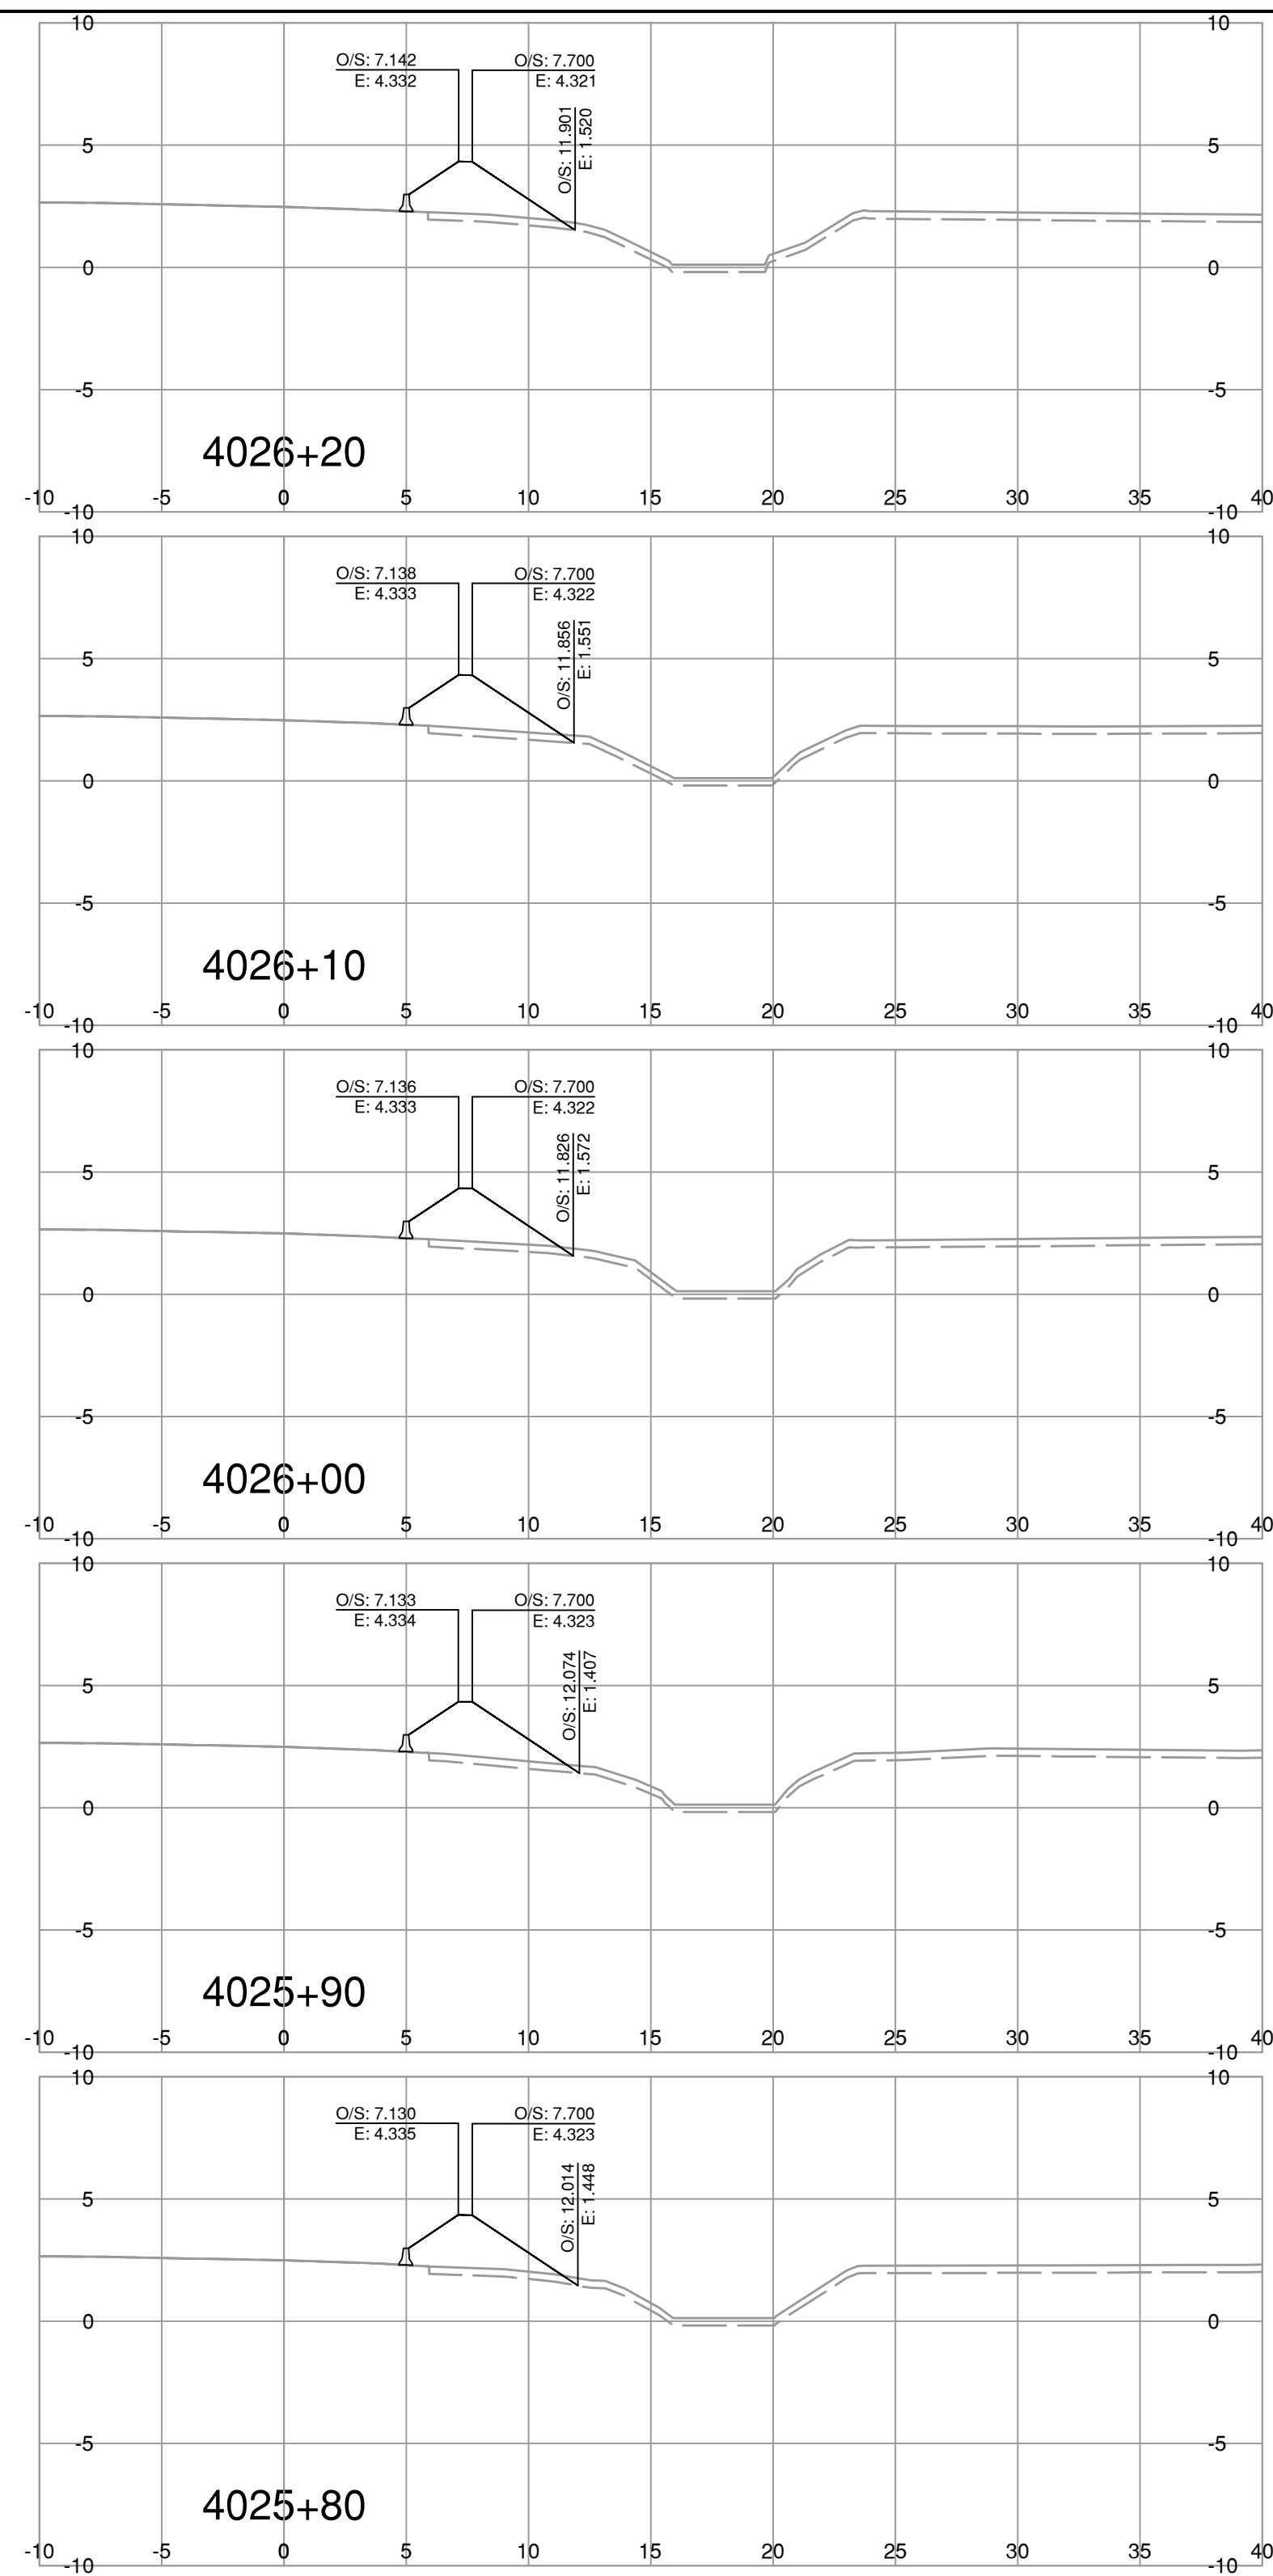 10 10
O/S: 7.142 O/S: 7.700
E: 4.332 E: 4.321
O/S: 11.901
E: 1.520
5 5
0 0
-5 -5
4026+20
-10 -5 0 5 10 15 20 25 30 35 40
-10 -10
10 10
O/S: 7.138 O/S: 7.700
E: 4.333 E: 4.322
O/S: 11.856
E: 1.551
5 5
0 0
-5 -5
4026+10
-10 -5 0 5 10 15 20 25 30 35 40
-10 -10
10 10
O/S: 7.136 O/S: 7.700
E: 4.333 E: 4.322
O/S: 11.826
E: 1.572
5 5
0 0
-5 -5
4026+00
-10 -5 0 5 10 15 20 25 30 35 40
-10 -10
10 10
O/S: 7.133 O/S: 7.700
E: 4.334 E: 4.323
O/S: 12.074
E: 1.407
5 5
0 0
-5 -5
4025+90
-10 -5 0 5 10 15 20 25 30 35 40
-10 -10
10 10
O/S: 7.130 O/S: 7.700
E: 4.335 E: 4.323
O/S: 12.014
E: 1.448
5 5
0 0
-5 -5
4025+80
-10 -5 0 5 10 15 20 25 30 35 40
-10 -10